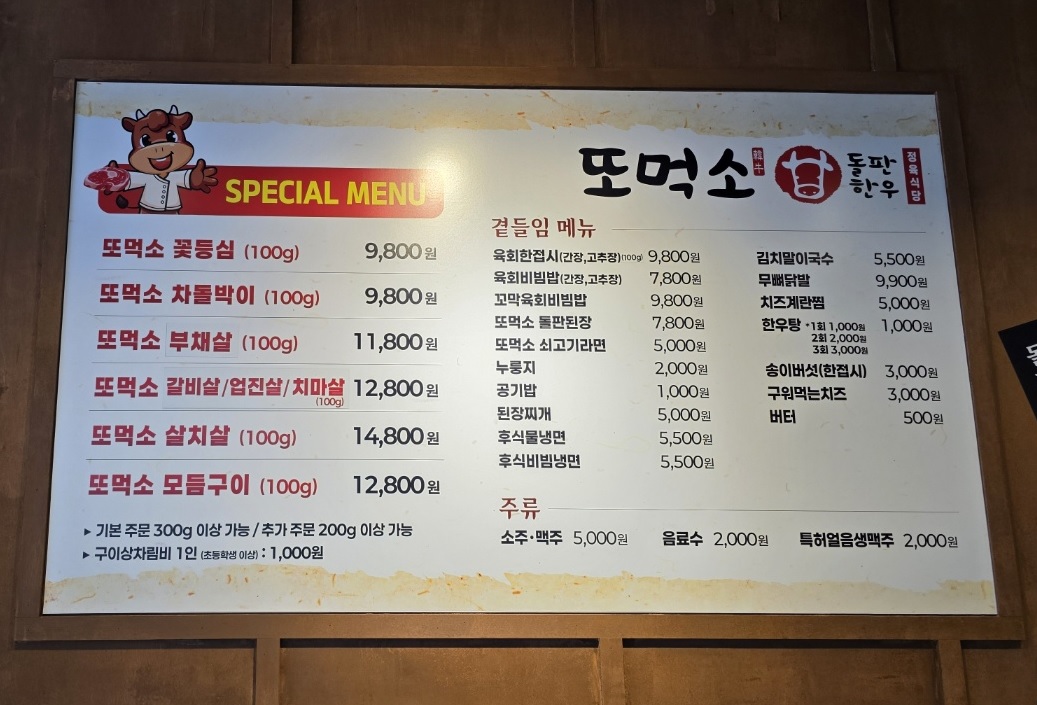 SPECIAL MENU
또먹소 꽃등심 (100g) 9,800원
또먹소 차돌박이 (100g) 9,800원
또먹소 부채살 (100g) 11,800원
또먹소 갈비살/업진살/치마살 (100g) 12,800원
또먹소 살치살 (100g) 14,800원
또먹소 모듬구이 (100g) 12,800원
▸ 기본 주문 300g 이상 가능 / 추가 주문 200g 이상 가능
▸ 구이상차림비 1인 (초등학생 이상) : 1,000원
또먹소 韓牛 돌판한우 정육식당
곁들임 메뉴
육회한접시(간장,고추장)(100g) 9,800원
육회비빔밥(간장,고추장) 7,800원
꼬막육회비빔밥 9,800원
또먹소 돌판된장 7,800원
또먹소 쇠고기라면 5,000원
누룽지 2,000원
공기밥 1,000원
된장찌개 5,000원
후식물냉면 5,500원
후식비빔냉면 5,500원
김치말이국수 5,500원
무뼈닭발 9,900원
치즈계란찜 5,000원
한우탕 *1회 1,000원 1,000원
2회 2,000원
3회 3,000원
송이버섯(한접시) 3,000원
구워먹는치즈 3,000원
버터 500원
주류
소주·맥주 5,000원 음료수 2,000원 특허얼음생맥주 2,000원